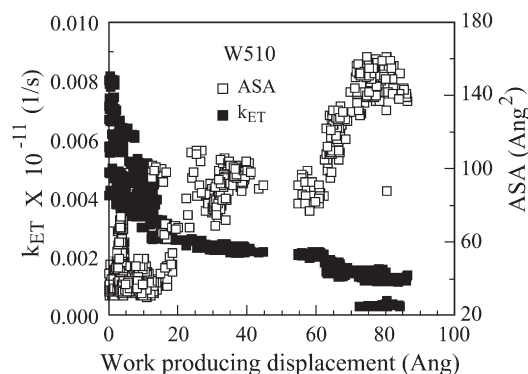 0.010
0.008
0.006
0.004
0.002
0.000
k_ET X 10^-11 (1/s)
W510
ASA
k_ET
180
140
100
60
20
ASA (Ang^2)
0 20 40 60 80 100
Work producing displacement (Ang)